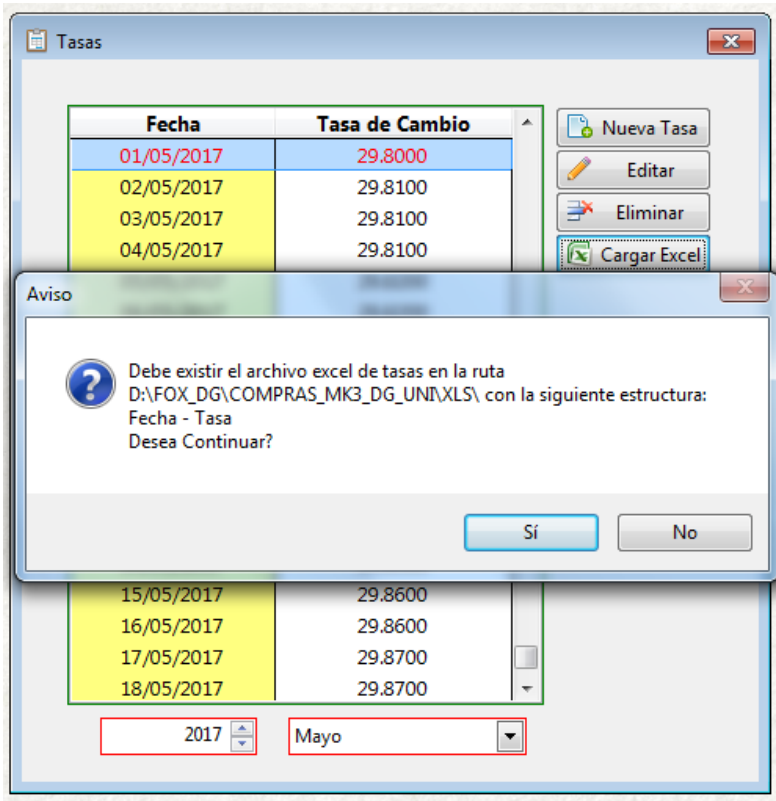 Tasas
Fecha Tasa de Cambio
01/05/2017 29.8000
02/05/2017 29.8100
03/05/2017 29.8100
04/05/2017 29.8100
Nueva Tasa
Editar
Eliminar
Cargar Excel
Aviso
Debe existir el archivo excel de tasas en la ruta
D:\FOX_DG\COMPRAS_MK3_DG_UNI\XLS\ con la siguiente estructura:
Fecha - Tasa
Desea Continuar?
Sí No
15/05/2017 29.8600
16/05/2017 29.8600
17/05/2017 29.8700
18/05/2017 29.8700
2017 Mayo